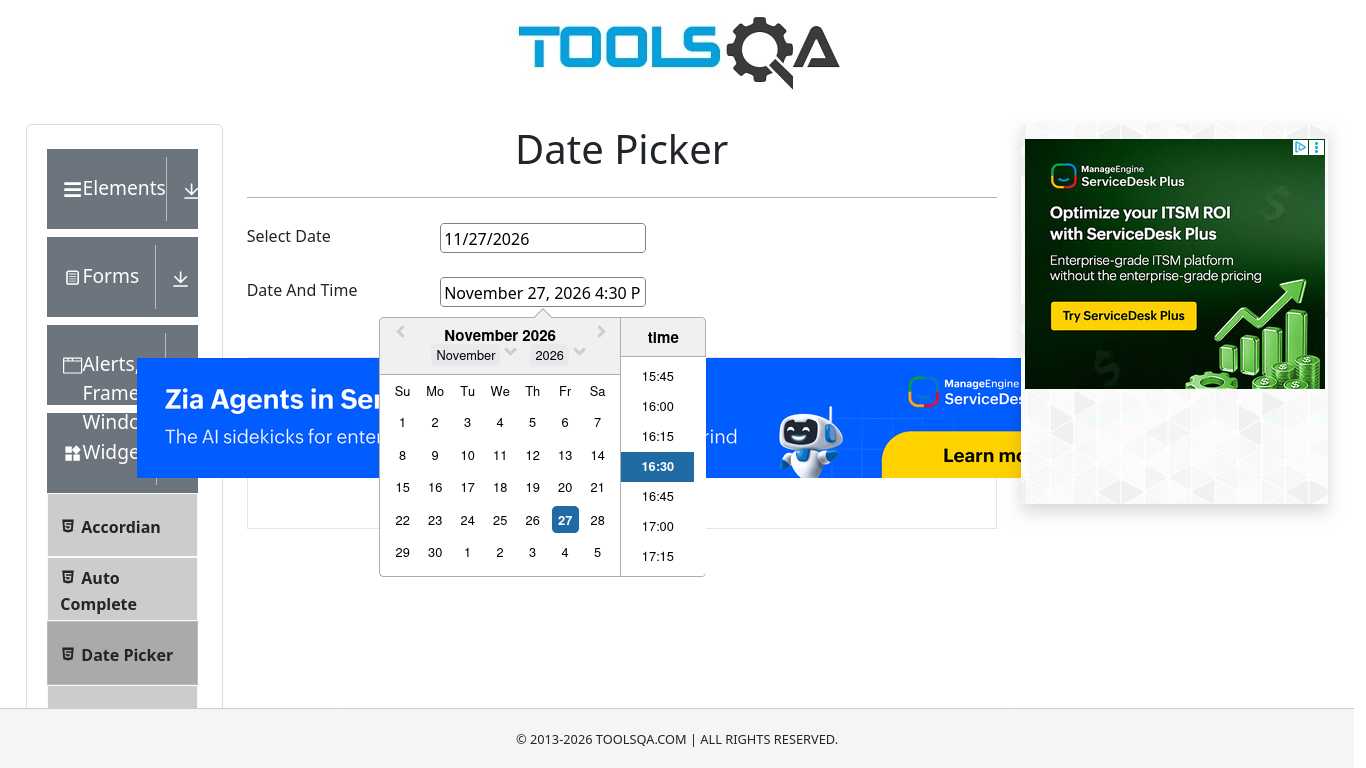 TOOLSQA
Date Picker
Elements
Forms
Alerts,
Frame
Windo
Widge
Accordian
Auto
Complete
Date Picker
Select Date
11/27/2026
Date And Time
November 27, 2026 4:30 P
November 2026
November
2026
Su Mo Tu We Th Fr Sa
1 2 3 4 5 6 7
8 9 10 11 12 13 14
15 16 17 18 19 20 21
22 23 24 25 26 27 28
29 30 1 2 3 4 5
time
15:45
16:00
16:15
16:30
16:45
17:00
17:15
Zia Agents in Ser
The AI sidekicks for enter
rind
ManageEngine
ServiceDes
Learn mo
ManageEngine
ServiceDesk Plus
Optimize your ITSM ROI
with ServiceDesk Plus
Enterprise-grade ITSM platform
without the enterprise-grade pricing
Try ServiceDesk Plus
© 2013-2026 TOOLSQA.COM | ALL RIGHTS RESERVED.